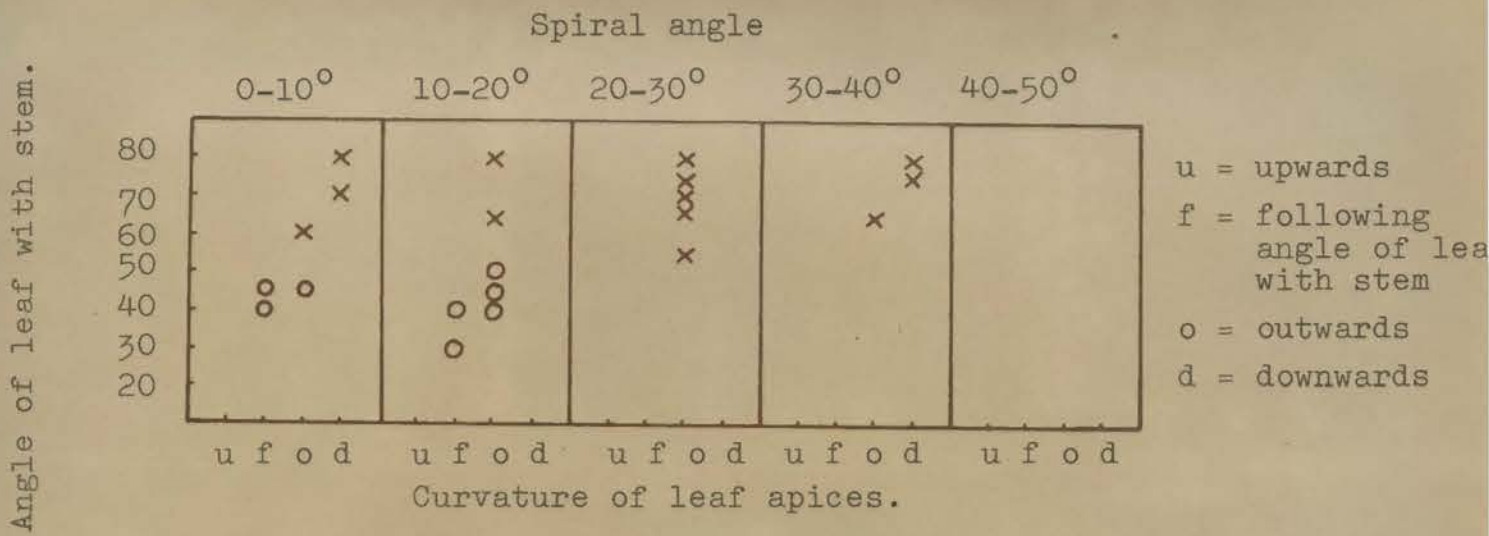 Spiral angle
0-10° 10-20° 20-30° 30-40° 40-50°
Angle of leaf with stem.
80
70
60
50
40
30
20
u f o d u f o d u f o d u f o d u f o d
Curvature of leaf apices.
u = upwards
f = following
angle of lea
with stem
o = outwards
d = downwards